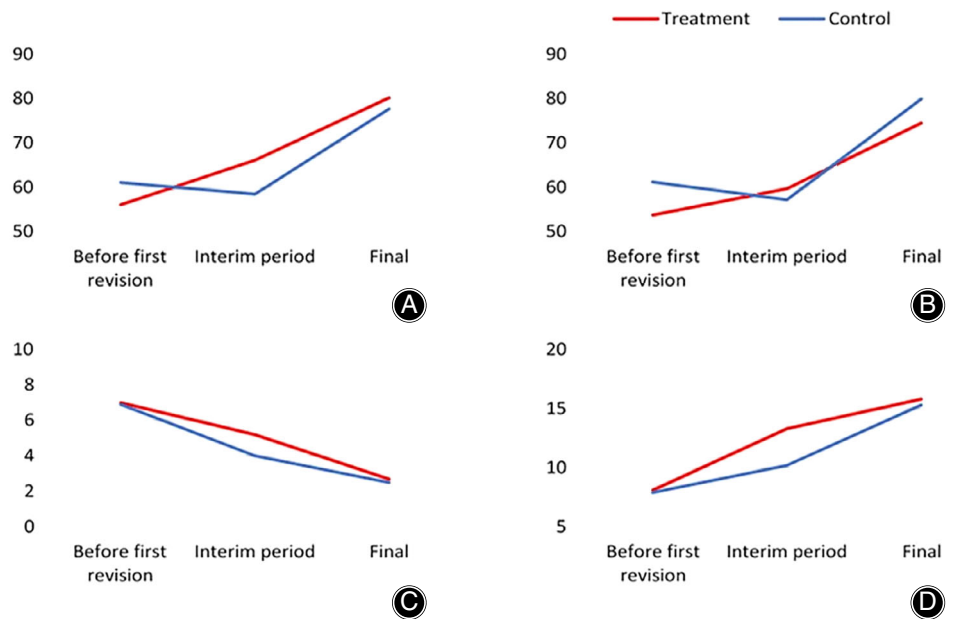 Treatment Control
90
80
70
60
50
Before first
revision
Interim period
Final
A
90
80
70
60
50
Before first
revision
Interim period
Final
B
10
8
6
4
2
0
Before first
revision
Interim period
Final
C
20
15
10
5
Before first
revision
Interim period
Final
D